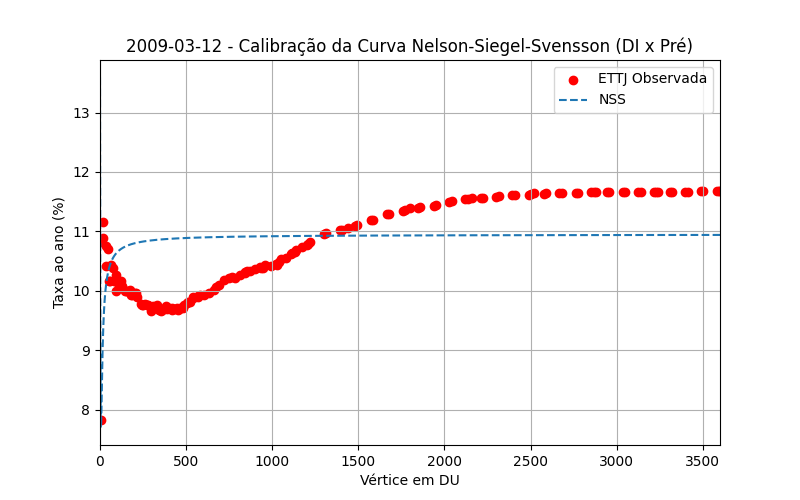 2009-03-12 - Calibração da Curva Nelson-Siegel-Svensson (DI x Pré)
ETTJ Observada
NSS
Taxa ao ano (%)
13
12
11
10
9
8
0 500 1000 1500 2000 2500 3000 3500
Vértice em DU